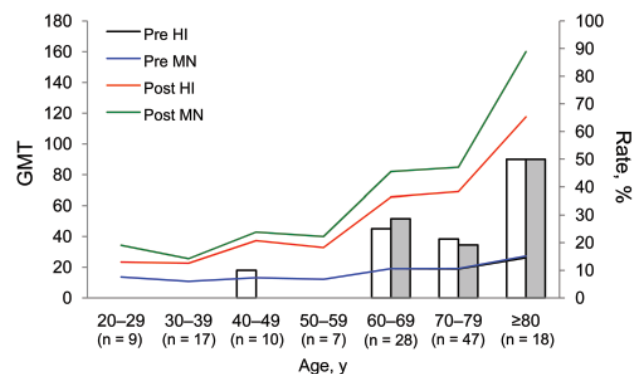 180
160
140
120
100
80
60
40
20
0
GMT
Pre HI
Pre MN
Post HI
Post MN
100
90
80
70
60
50
40
30
20
10
0
Rate, %
20–29 30–39 40–49 50–59 60–69 70–79 ≥80
(n = 9) (n = 17) (n = 10) (n = 7) (n = 28) (n = 47) (n = 18)
Age, y